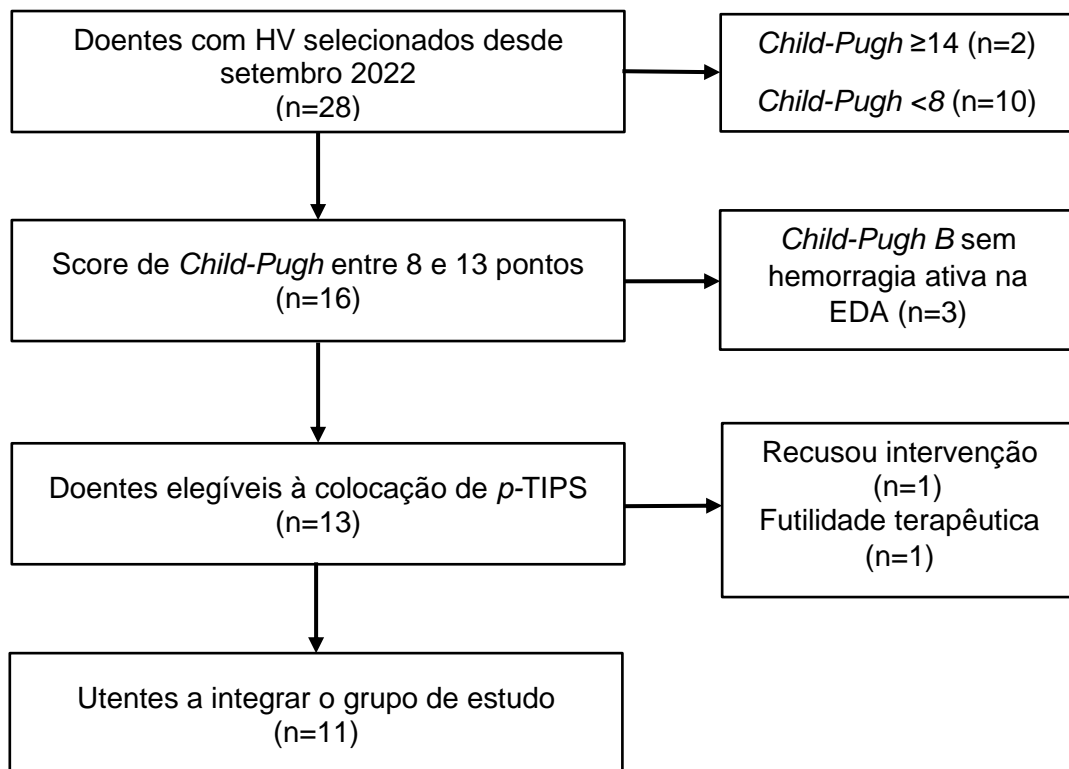 Doentes com HV selecionados desde
setembro 2022
(n=28)
Child-Pugh ≥14 (n=2)
Child-Pugh <8 (n=10)
Score de Child-Pugh entre 8 e 13 pontos
(n=16)
Child-Pugh B sem
hemorragia ativa na
EDA (n=3)
Doentes elegíveis à colocação de p-TIPS
(n=13)
Recusou intervenção
(n=1)
Futilidade terapêutica
(n=1)
Utentes a integrar o grupo de estudo
(n=11)